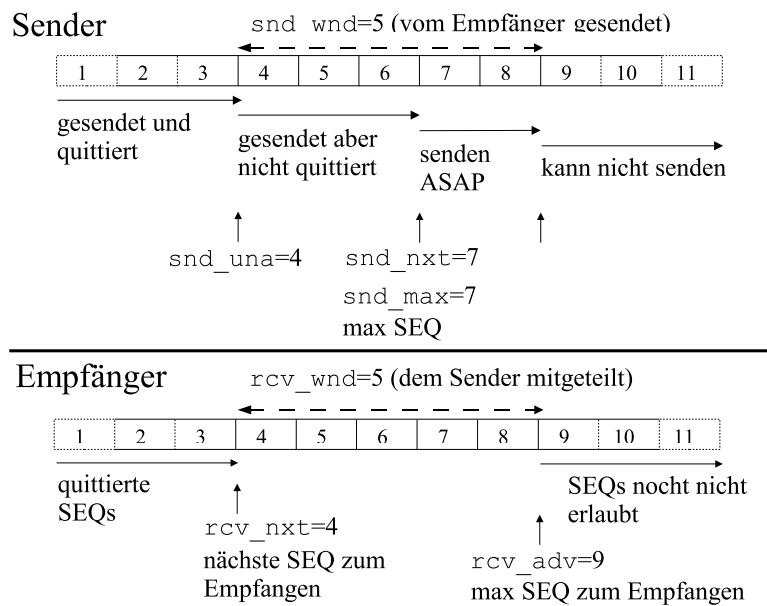 Sender
snd_wnd=5 (vom Empfänger gesendet)
1 2 3 4 5 6 7 8 9 10 11
gesendet und
quittiert
gesendet aber
nicht quittiert
senden
ASAP
kann nicht senden
snd_una=4
snd_nxt=7
snd_max=7
max SEQ
Empfänger
rcv_wnd=5 (dem Sender mitgeteilt)
1 2 3 4 5 6 7 8 9 10 11
quittierte
SEQs
SEQs nocht nicht
erlaubt
rcv_nxt=4
nächste SEQ zum
Empfangen
rcv_adv=9
max SEQ zum Empfangen